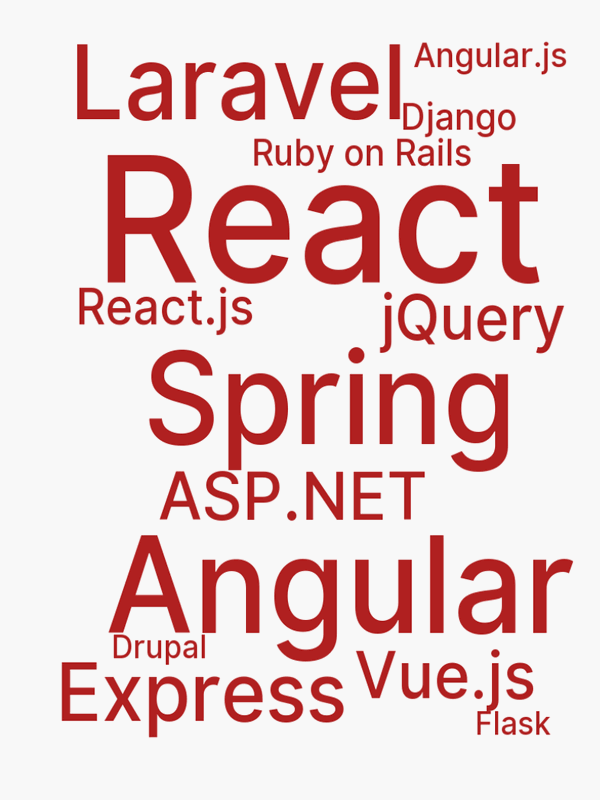 Laravel
Angular.js
Django
Ruby on Rails
React
React.js
jQuery
Spring
ASP.NET
Angular
Drupal
Express
Vue.js
Flask